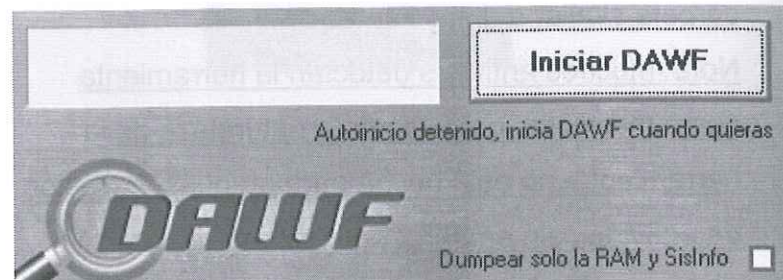 Iniciar DAWF
Autoinicio detenido, inicia DAWF cuando quieras
DAWF
Dumpear solo la RAM y SisInfo